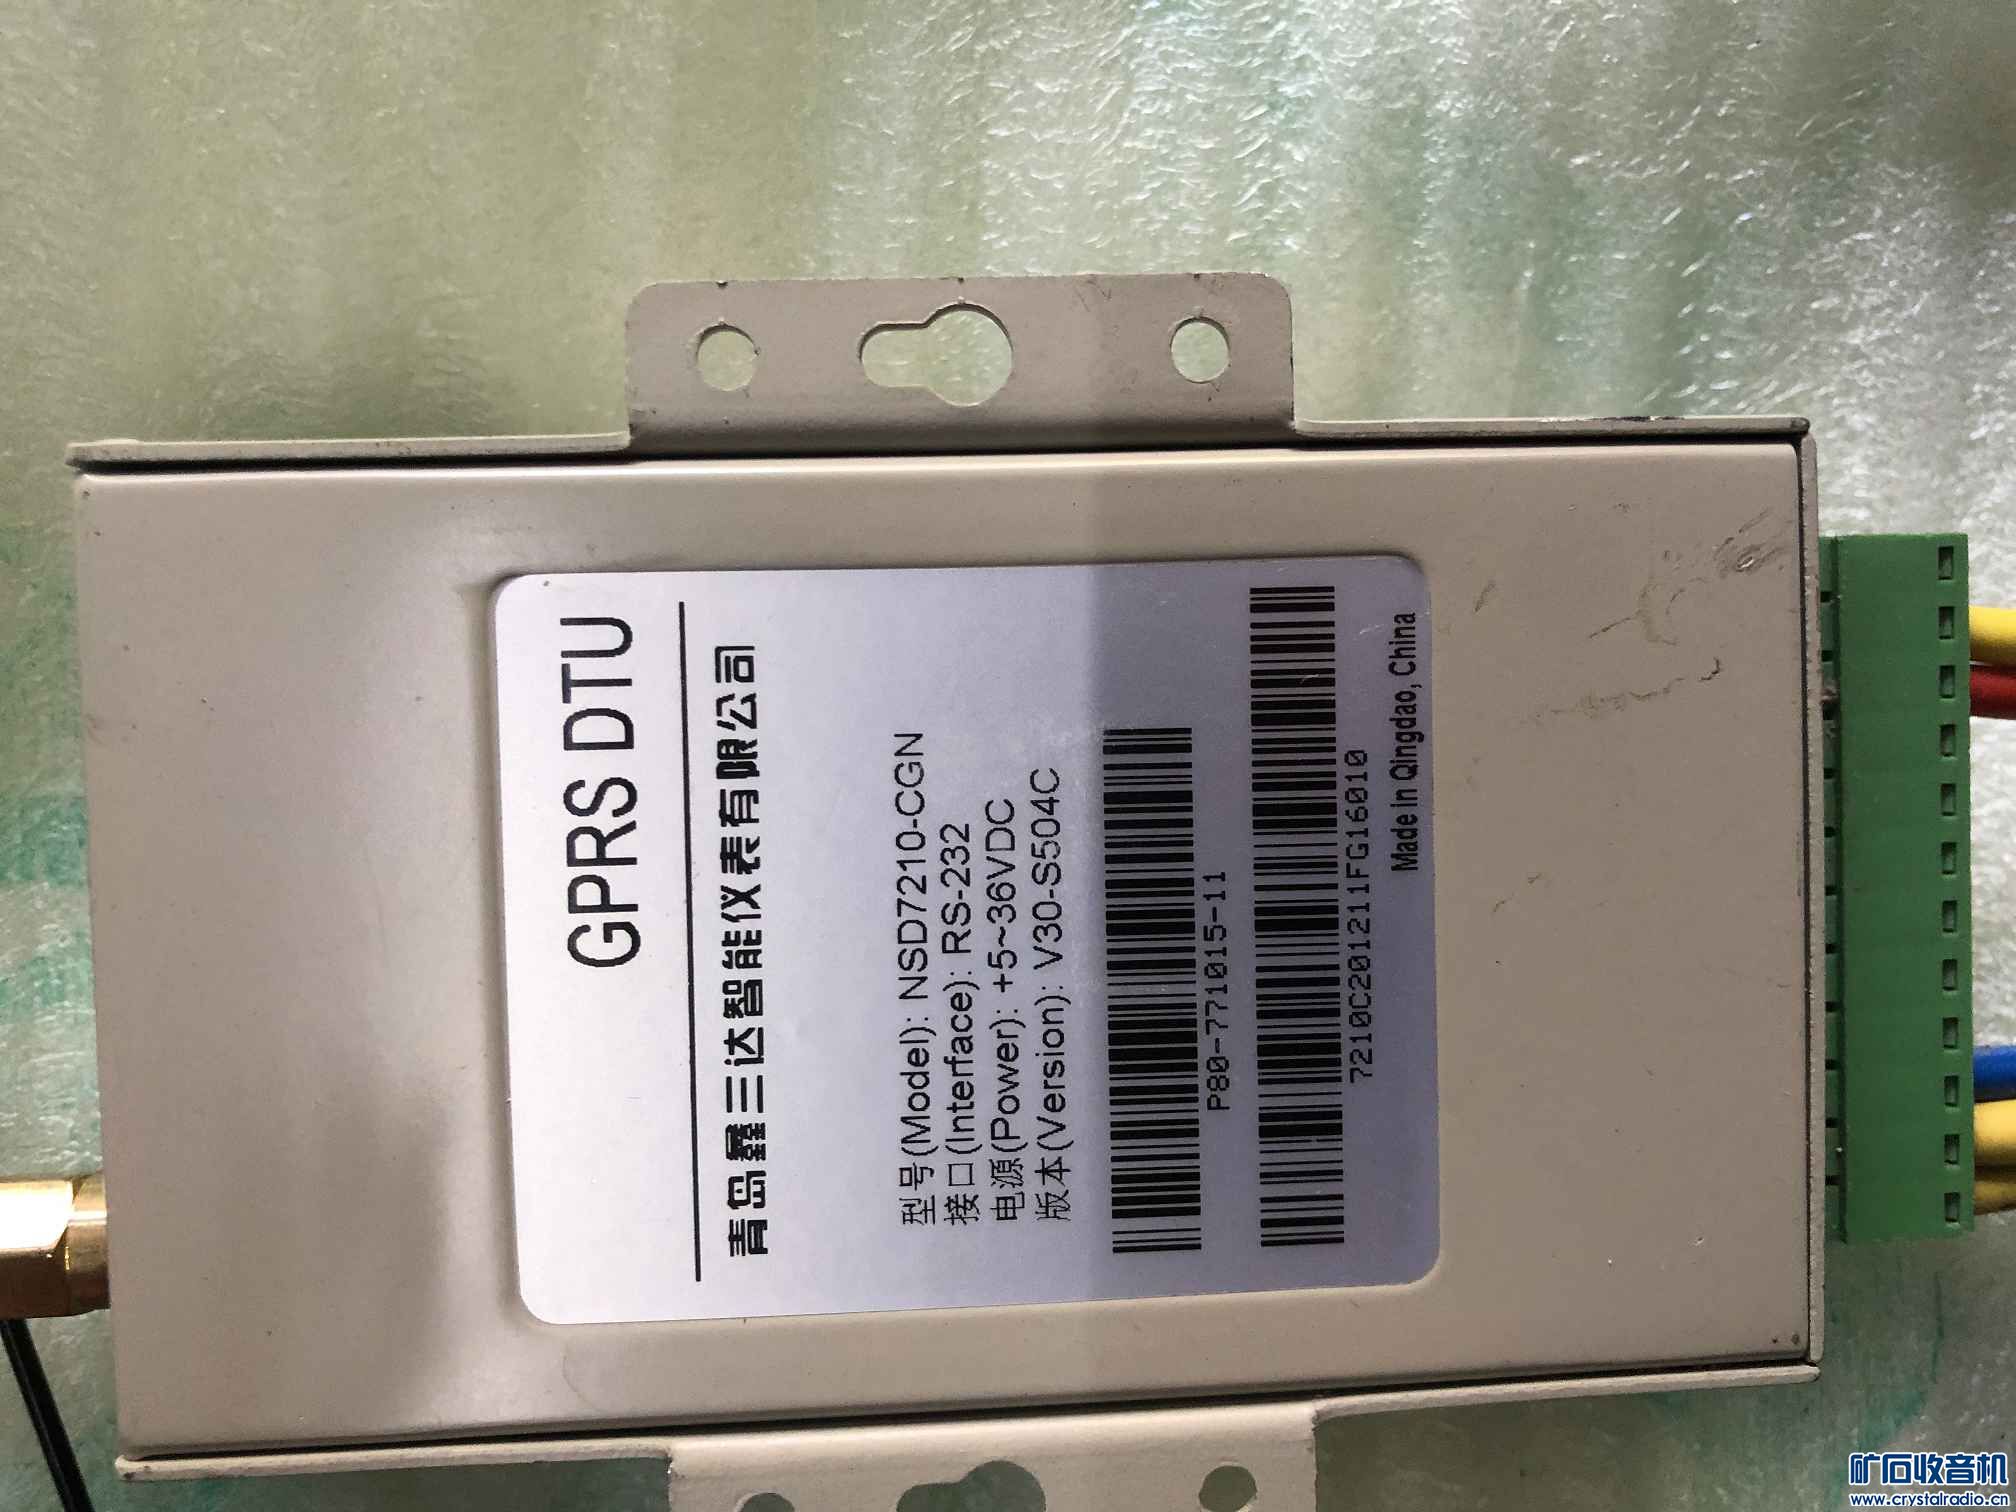 GPRS DTU
青岛鑫三达智能仪表有限公司
型号(Model): NSD7210-CGN
接口(Interface): RS-232
电源(Power): +5~36VDC
版本(Version): V30-S504C
P80-771015-11
7210C201211FG16010
Made in Qingdao, China
矿石收音机
www.crystalradio.cn